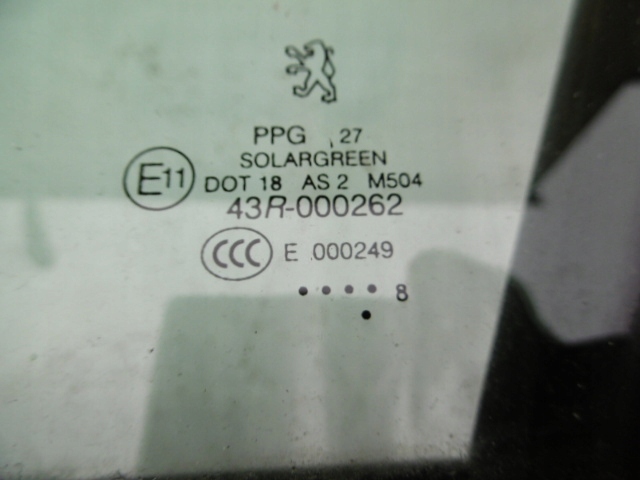 PPG 27
SOLARGREEN
E11
DOT 18 AS 2 M504
43R-000262
CCC E 000249
• • • • 8
•